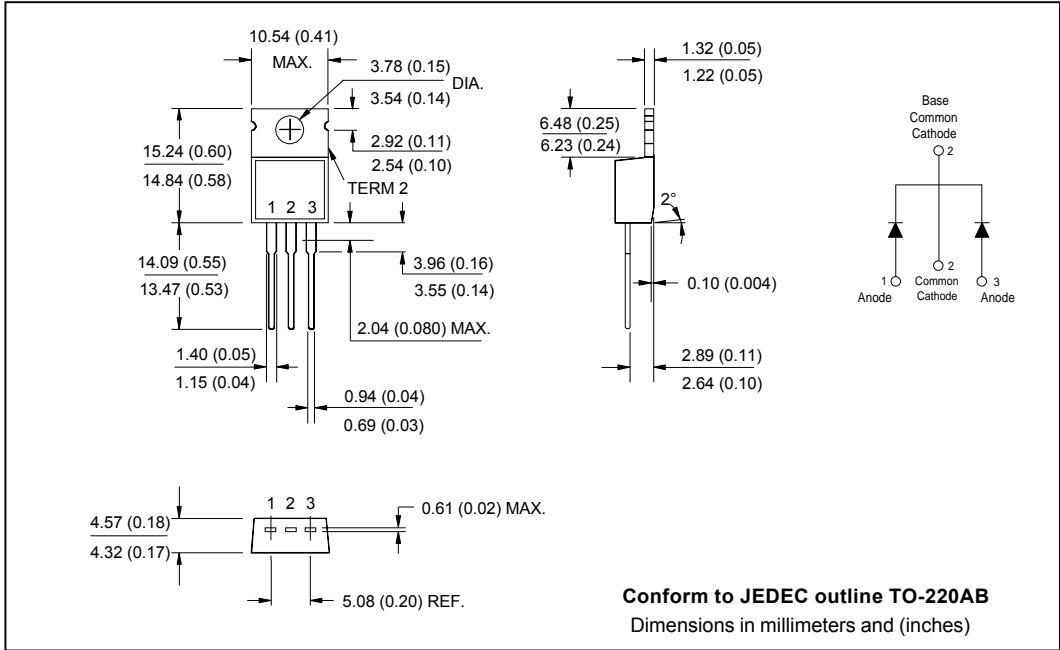 10.54 (0.41)
MAX.
3.78 (0.15)
3.54 (0.14)
DIA.
2.92 (0.11)
2.54 (0.10)
15.24 (0.60)
14.84 (0.58)
TERM 2
1 2 3
14.09 (0.55)
13.47 (0.53)
3.96 (0.16)
3.55 (0.14)
2.04 (0.080) MAX.
1.40 (0.05)
1.15 (0.04)
0.94 (0.04)
0.69 (0.03)
1.32 (0.05)
1.22 (0.05)
6.48 (0.25)
6.23 (0.24)
2°
0.10 (0.004)
2.89 (0.11)
2.64 (0.10)
Base
Common
Cathode
2
1
Anode
2
Common
Cathode
3
Anode
1 2 3
4.57 (0.18)
4.32 (0.17)
0.61 (0.02) MAX.
5.08 (0.20) REF.
Conform to JEDEC outline TO-220AB
Dimensions in millimeters and (inches)